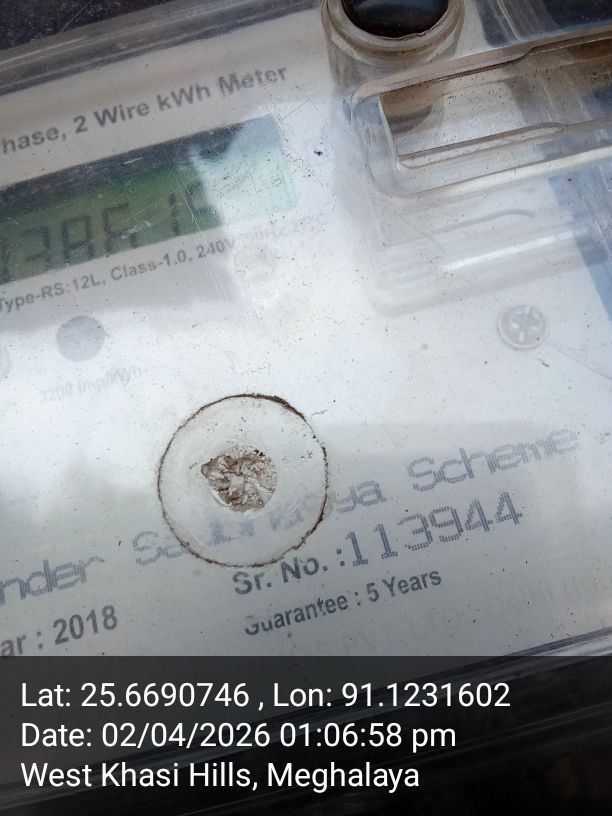 hase, 2 Wire kWh Meter
Type-RS:12L, Class-1.0, 240V
3200 imp/kWh
nder Saubhagya Scheme
Sr. No. :113944
ar : 2018
Guarantee : 5 Years
Lat: 25.6690746 , Lon: 91.1231602
Date: 02/04/2026 01:06:58 pm
West Khasi Hills, Meghalaya